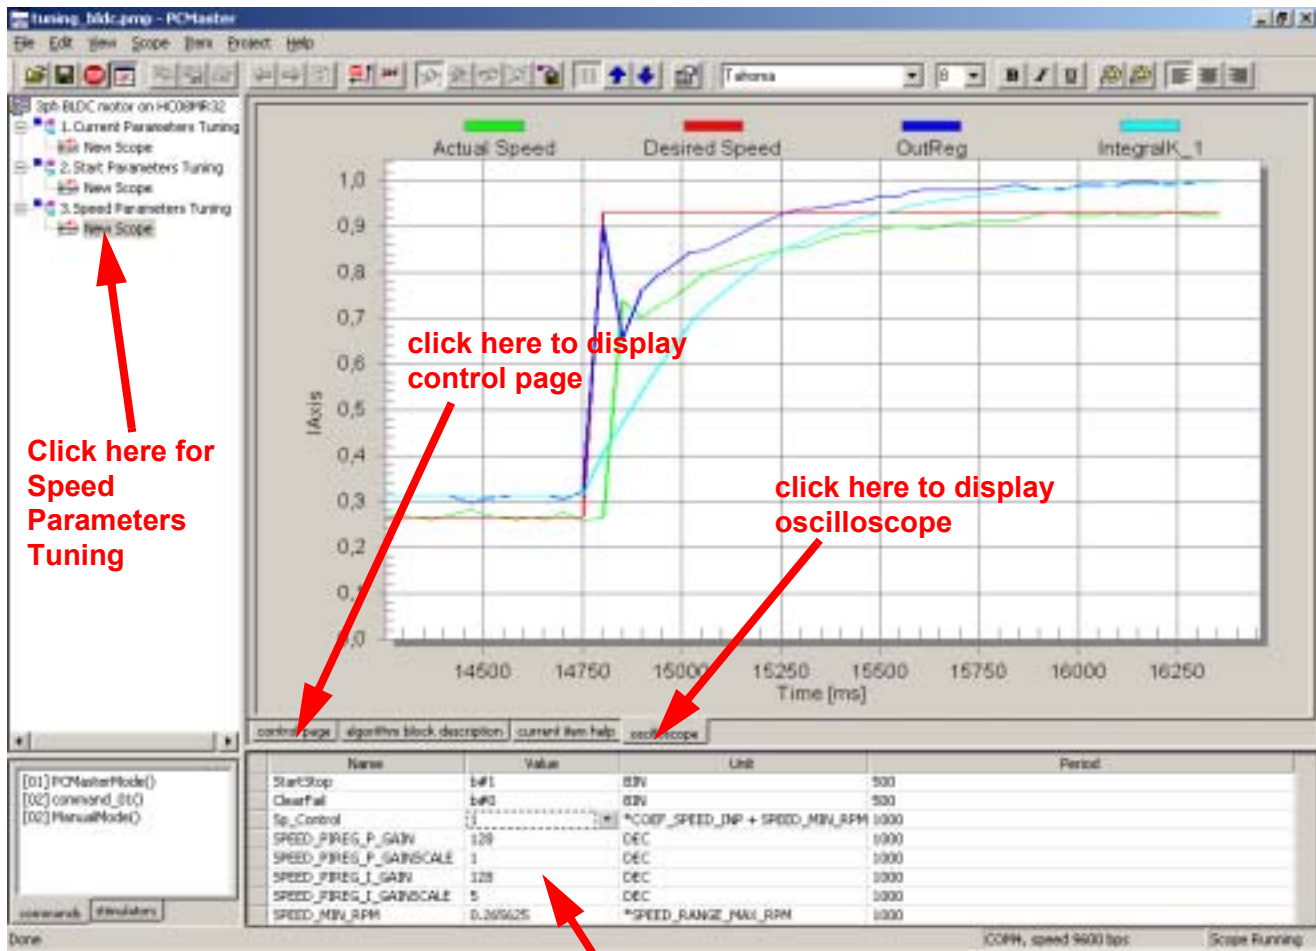 tuning_bldc.pmp - PCMaster
File Edit View Scope Item Project Help
Tahoma 8 B I U
3ph BLDC motor on HC08MR32
1.Current Parameters Tuning
New Scope
2.Start Parameters Tuning
New Scope
3.Speed Parameters Tuning
New Scope
Click here for
Speed
Parameters
Tuning
Actual Speed Desired Speed OutReg IntegralK_1
1,0
0,9
0,8
0,7
0,6
0,5
0,4
0,3
0,2
0,1
0,0
click here to display
control page
click here to display
oscilloscope
14500 14750 15000 15250 15500 15750 16000 16250
Time [ms]
control page algorithm block description current item help oscilloscope
[01] PCMasterMode()
[02] command_01()
[02] ManualMode()
commands stimulators
Name Value Unit Period
StartStop b#1 BIN 500
ClearFail b#0 BIN 500
Sp_Control 1 *COEF_SPEED_INP + SPEED_MIN_RPM 1000
SPEED_PIREG_P_GAIN 128 DEC 1000
SPEED_PIREG_P_GAINSCALE 1 DEC 1000
SPEED_PIREG_I_GAIN 128 DEC 1000
SPEED_PIREG_I_GAINSCALE 5 DEC 1000
SPEED_MIN_RPM 0.265625 *SPEED_RANGE_MAX_RPM 1000
Done speed 9600 bps Scope Running